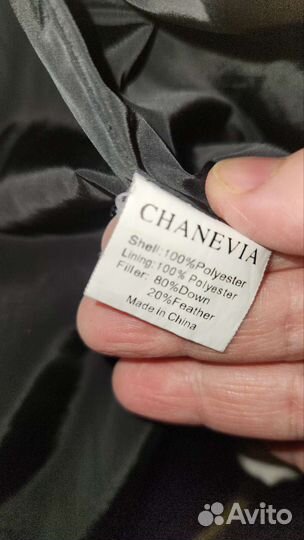 CHANEVIA
Shell:100%Polyester
Lining:100% Polyester
Filler: 80%Down
20%Feather
Made in China
Avito